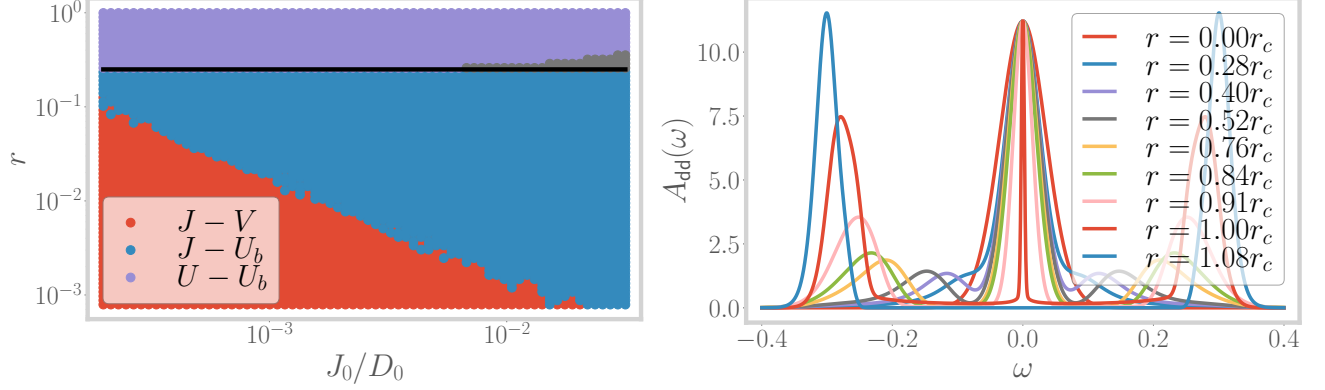 10^0
10^{-1}
10^{-2}
10^{-3}
r
J − V
J − U_b
U − U_b
10^{-3}
10^{-2}
J_0/D_0
10.0
7.5
5.0
2.5
0.0
A_{dd}(ω)
r = 0.00r_c
r = 0.28r_c
r = 0.40r_c
r = 0.52r_c
r = 0.76r_c
r = 0.84r_c
r = 0.91r_c
r = 1.00r_c
r = 1.08r_c
−0.4
−0.2
0.0
0.2
0.4
ω